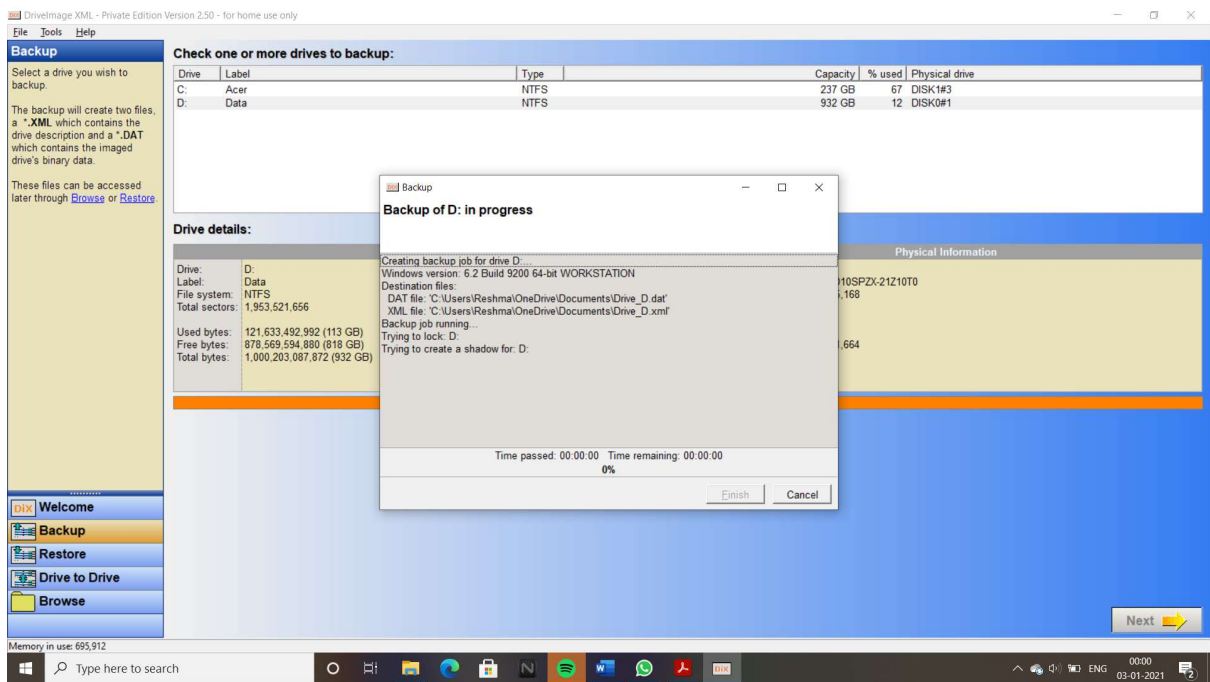 DriveImage XML - Private Edition Version 2.50 - for home use only
File Tools Help
Backup
Select a drive you wish to
backup.
The backup will create two files,
a *.XML which contains the
drive description and a *.DAT
which contains the imaged
drive's binary data.
These files can be accessed
later through Browse or Restore.
Check one or more drives to backup:
Drive Label Type Capacity % used Physical drive
C: Acer NTFS 237 GB 67 DISK1#3
D: Data NTFS 932 GB 12 DISK0#1
Drive details:
Physical Information
Drive: D:
Label: Data
File system: NTFS
Total sectors: 1,953,521,656
Used bytes: 121,633,492,992 (113 GB)
Free bytes: 878,569,594,880 (818 GB)
Total bytes: 1,000,203,087,872 (932 GB)
10SPZX-21Z10T0
,168
,664
Backup
Backup of D: in progress
Creating backup job for drive D:...
Windows version: 6.2 Build 9200 64-bit WORKSTATION
Destination files:
DAT file: 'C:\Users\Reshma\OneDrive\Documents\Drive_D.dat'
XML file: 'C:\Users\Reshma\OneDrive\Documents\Drive_D.xml'
Backup job running...
Trying to lock: D:
Trying to create a shadow for: D:
Time passed: 00:00:00 Time remaining: 00:00:00
0%
Finish Cancel
DiX Welcome
Backup
Restore
Drive to Drive
Browse
Next
Memory in use: 695,912
Type here to search
ENG
00:00
03-01-2021
2